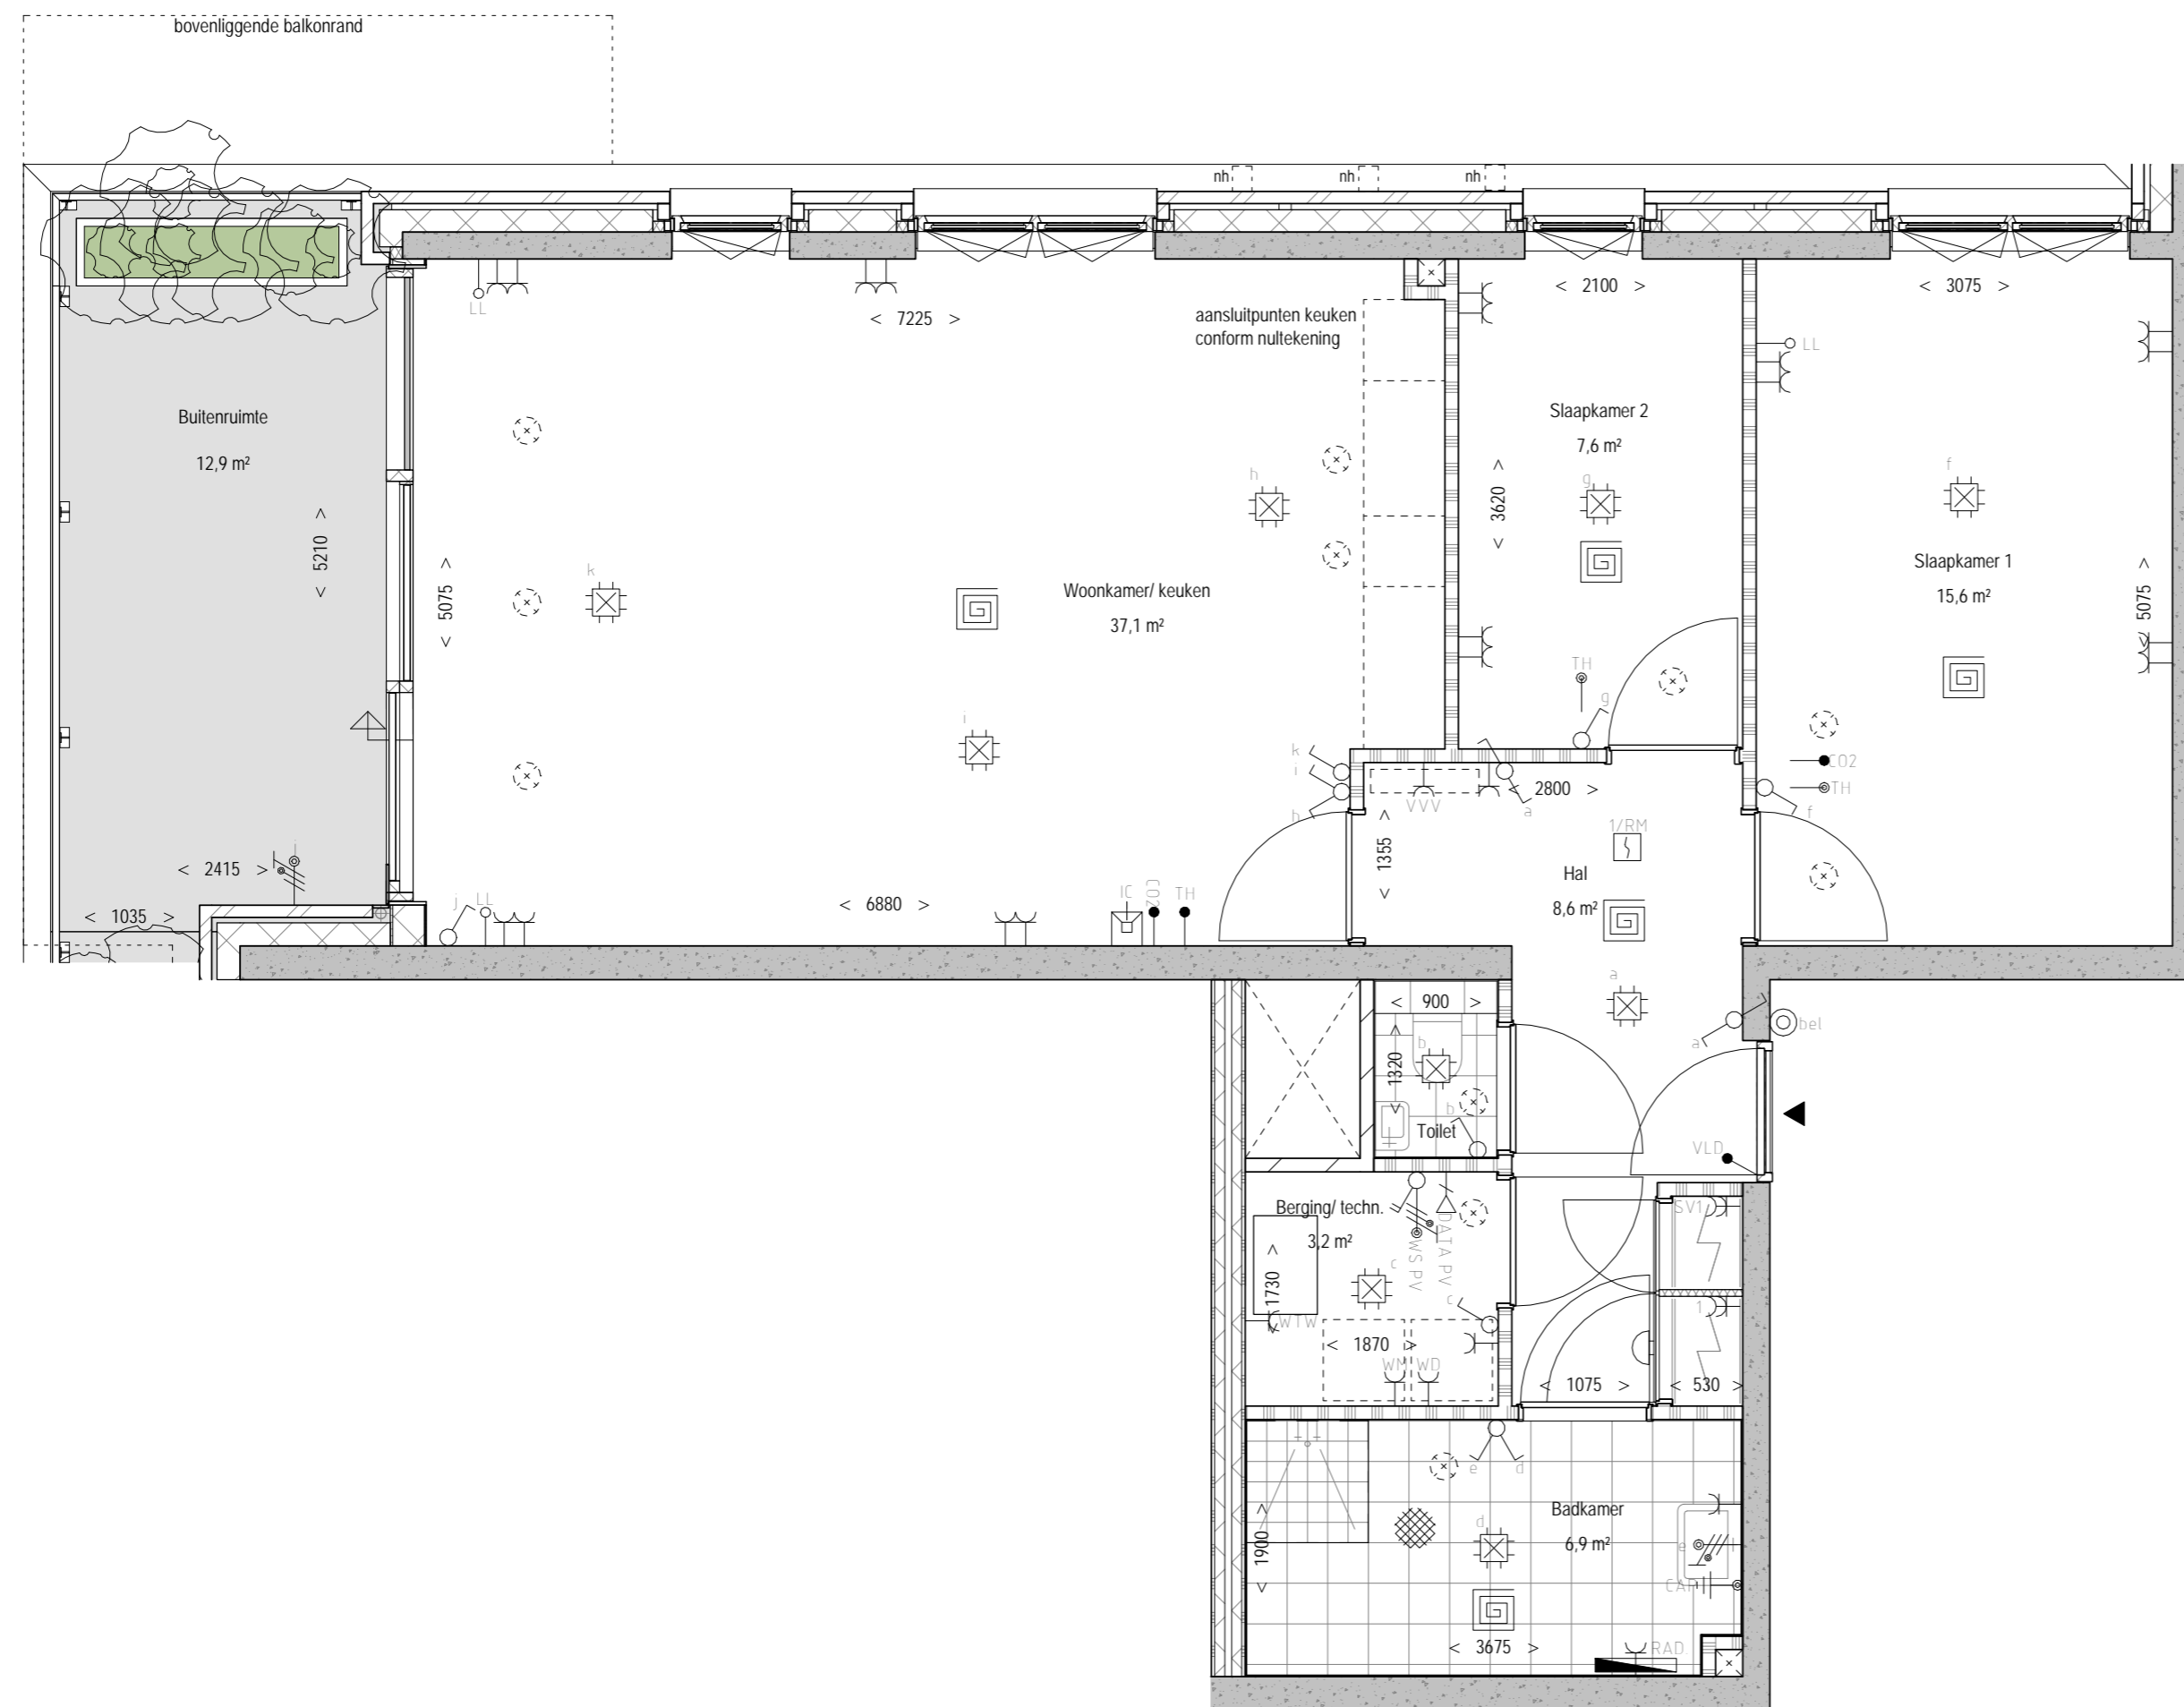 bovenliggende balkonrand
nh
nh
nh
LL
< 7225 >
aansluitpunten keuken
conform nultekening
< 2100 >
< 3075 >
LL
Buitenruimte
12,9 m²
Slaapkamer 2
7,6 m²
h
g
f
< 3620 >
< 5210 >
< 5075 >
k
Woonkamer/ keuken
37,1 m²
Slaapkamer 1
15,6 m²
< 5075 >
TH
g
i
k
i
h
CO2
TH
f
VVV
< 2800 >
a
1/RM
< 1355 >
Hal
8,6 m²
< 2415 >
j
< 1035 >
j
LL
< 6880 >
IC
CO2
TH
a
< 900 >
a
bel
b
< 1320 >
b
Toilet
VLD
Berging/ techn.
3,2 m²
SV1
WS PV
DATA PV
c
< 1730 >
c
1
WTW
< 1870 >
WM
WD
< 1075 >
< 530 >
e
d
Badkamer
6,9 m²
d
e
< 1900 >
CAP
< 3675 >
RAD.